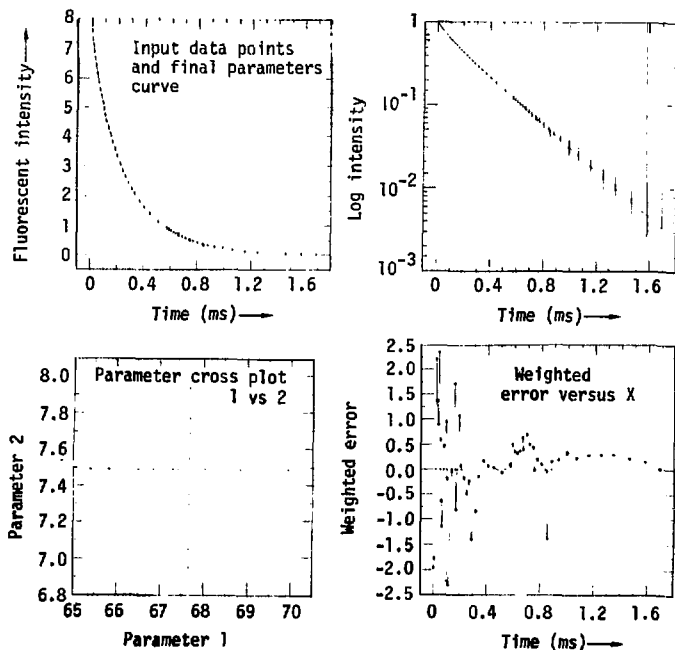 Fluorescent intensity
8
7
6
5
4
3
2
1
0
Input data points
and final parameters
curve
0 0.4 0.8 1.2 1.6
Time (ms)
Log intensity
1
10⁻¹
10⁻²
10⁻³
0 0.4 0.8 1.2 1.6
Time (ms)
Parameter 2
8.0
7.8
7.6
7.4
7.2
7.0
6.8
Parameter cross plot
1 vs 2
65 66 67 68 69 70
Parameter 1
Weighted error
2.5
2.0
1.5
1.0
0.5
0.0
-0.5
-1.0
-1.5
-2.0
-2.5
Weighted
error versus X
0 0.4 0.8 1.2 1.6
Time (ms)